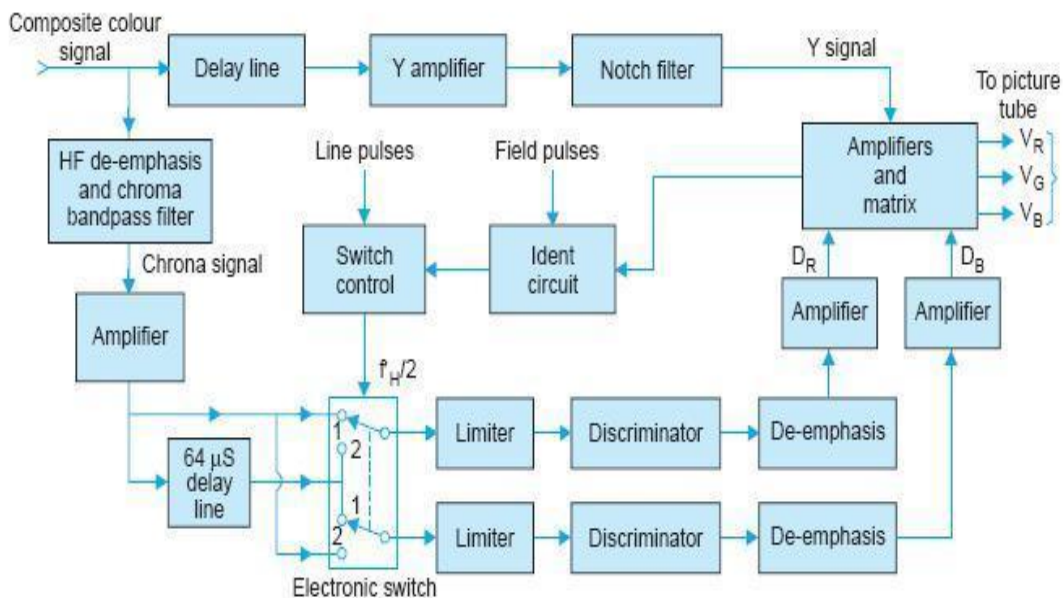 Composite colour
signal
Delay line
Y amplifier
Notch filter
Y signal
To picture
tube
HF de-emphasis
and chroma
bandpass filter
Line pulses
Field pulses
Amplifiers
and
matrix
V_R
V_G
V_B
Chrona signal
Switch
control
Ident
circuit
D_R
D_B
Amplifier
Amplifier
Amplifier
f'_H/2
1
2
Limiter
Discriminator
De-emphasis
64 μS
delay
line
1
2
Limiter
Discriminator
De-emphasis
Electronic switch